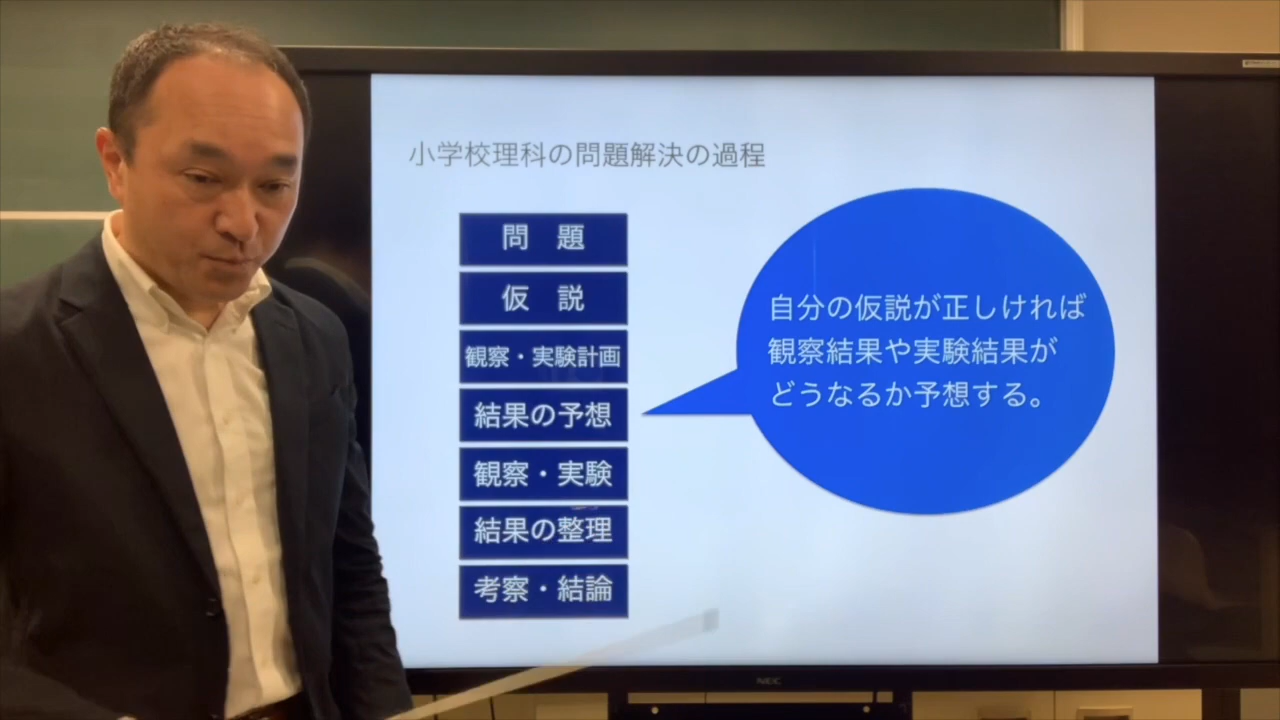 小学校理科の問題解決の過程
問　題
仮　説
観察・実験計画
結果の予想
観察・実験
結果の整理
考察・結論
自分の仮説が正しければ
観察結果や実験結果が
どうなるか予想する。
NEC